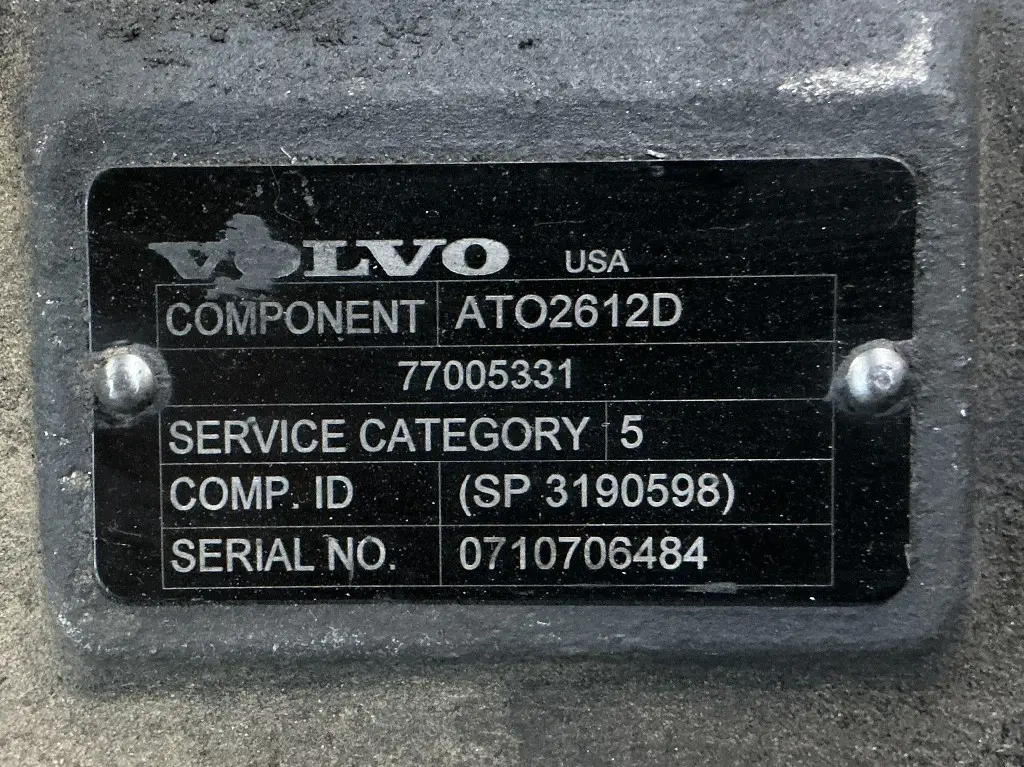 VOLVO USA
COMPONENT ATO2612D
77005331
SERVICE CATEGORY 5
COMP. ID (SP 3190598)
SERIAL NO. 0710706484